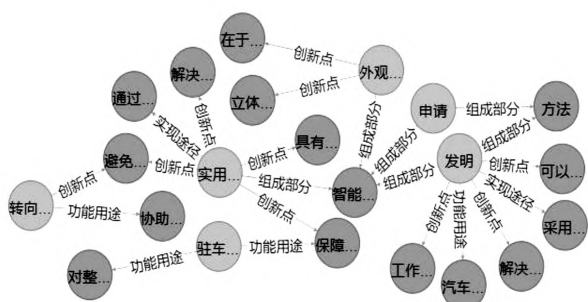 在于...
创新点
外观...
解决...
创新点
立体...
申请
组成部分
方法
通过...
创新点
组成部分
组成部分
实现途径
具有...
组成部分
发明
创新点
可以...
避免...
创新点
实用...
创新点
组成部分
组成部分
实现途径
转向...
创新点
智能...
采用...
功能用途
协助...
创新点
创新点
功能用途
创新点
驻车...
功能用途
保障...
工作...
解决...
对整...
功能用途
汽车...